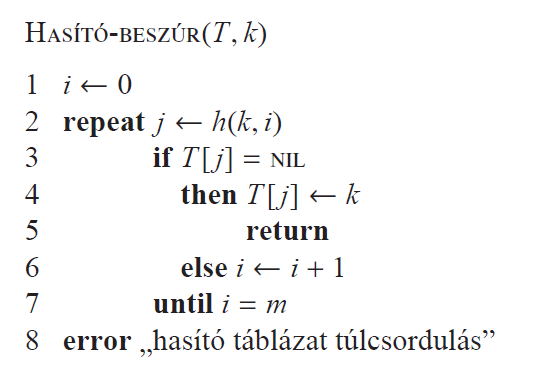 HASÍTÓ-BESZÚR(T, k)
1 i ← 0
2 repeat j ← h(k, i)
3 if T[j] = NIL
4 then T[j] ← k
5 return
6 else i ← i + 1
7 until i = m
8 error „hasító táblázat túlcsordulás”